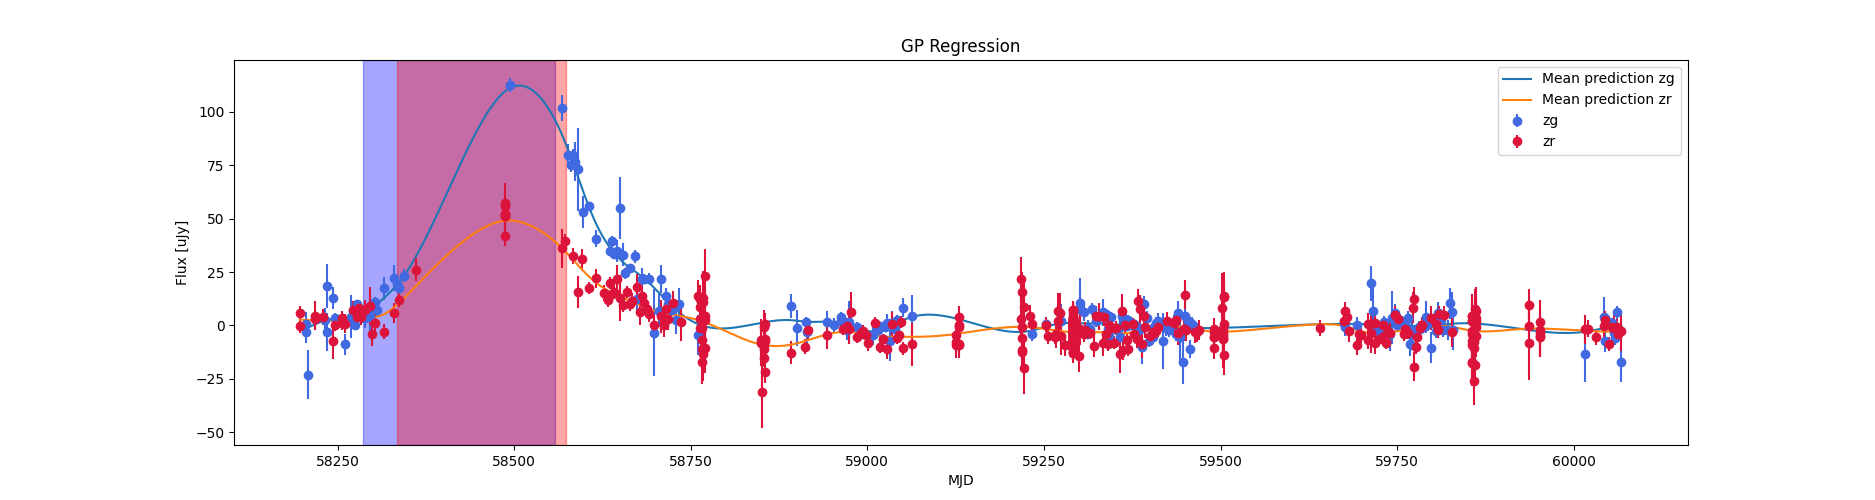 GP Regression
Flux [uJy]
100
75
50
25
0
−25
−50
Mean prediction zg
Mean prediction zr
zg
zr
58250 58500 58750 59000 59250 59500 59750 60000
MJD